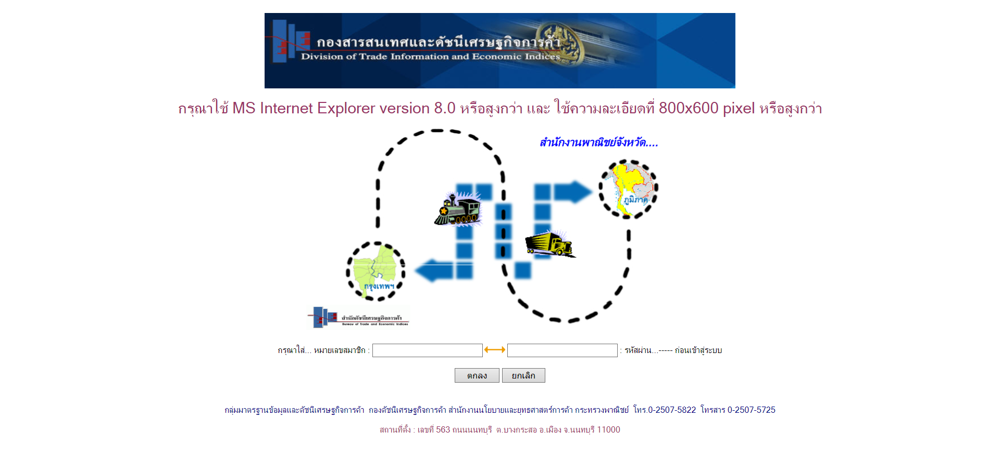 กองสารสนเทศและดัชนีเศรษฐกิจการค้า
Division of Trade Information and Economic Indices
กรุณาใช้ MS Internet Explorer version 8.0 หรือสูงกว่า และ ใช้ความละเอียดที่ 800x600 pixel หรือสูงกว่า
สำนักงานพาณิชย์จังหวัด....
ภูมิภาค
กรุงเทพฯ
สำนักดัชนีเศรษฐกิจการค้า
Bureau of Trade and Economic Indices
กรุณาใส่... หมายเลขสมาชิก : : รหัสผ่าน...----- ก่อนเข้าสู่ระบบ
ตกลง ยกเลิก
กลุ่มมาตรฐานข้อมูลและดัชนีเศรษฐกิจการค้า กองดัชนีเศรษฐกิจการค้า สำนักงานนโยบายและยุทธศาสตร์การค้า กระทรวงพาณิชย์ โทร.0-2507-5822 โทรสาร 0-2507-5725
สถานที่ตั้ง : เลขที่ 563 ถนนนนทบุรี ต.บางกระสอ อ.เมือง จ.นนทบุรี 11000